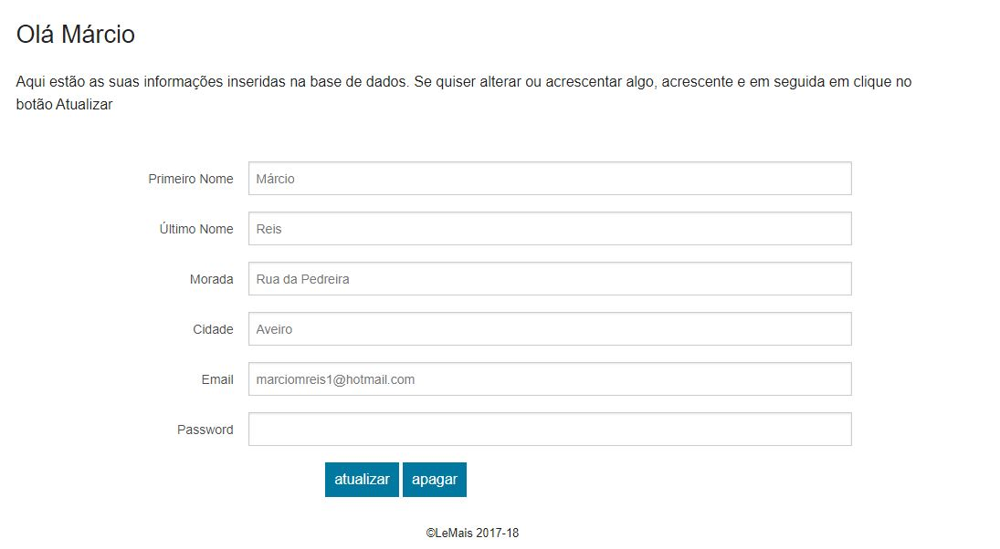 Olá Márcio
Aqui estão as suas informações inseridas na base de dados. Se quiser alterar ou acrescentar algo, acrescente e em seguida em clique no
botão Atualizar
Primeiro Nome Márcio
Último Nome Reis
Morada Rua da Pedreira
Cidade Aveiro
Email marciomreis1@hotmail.com
Password
atualizar apagar
©LeMais 2017-18